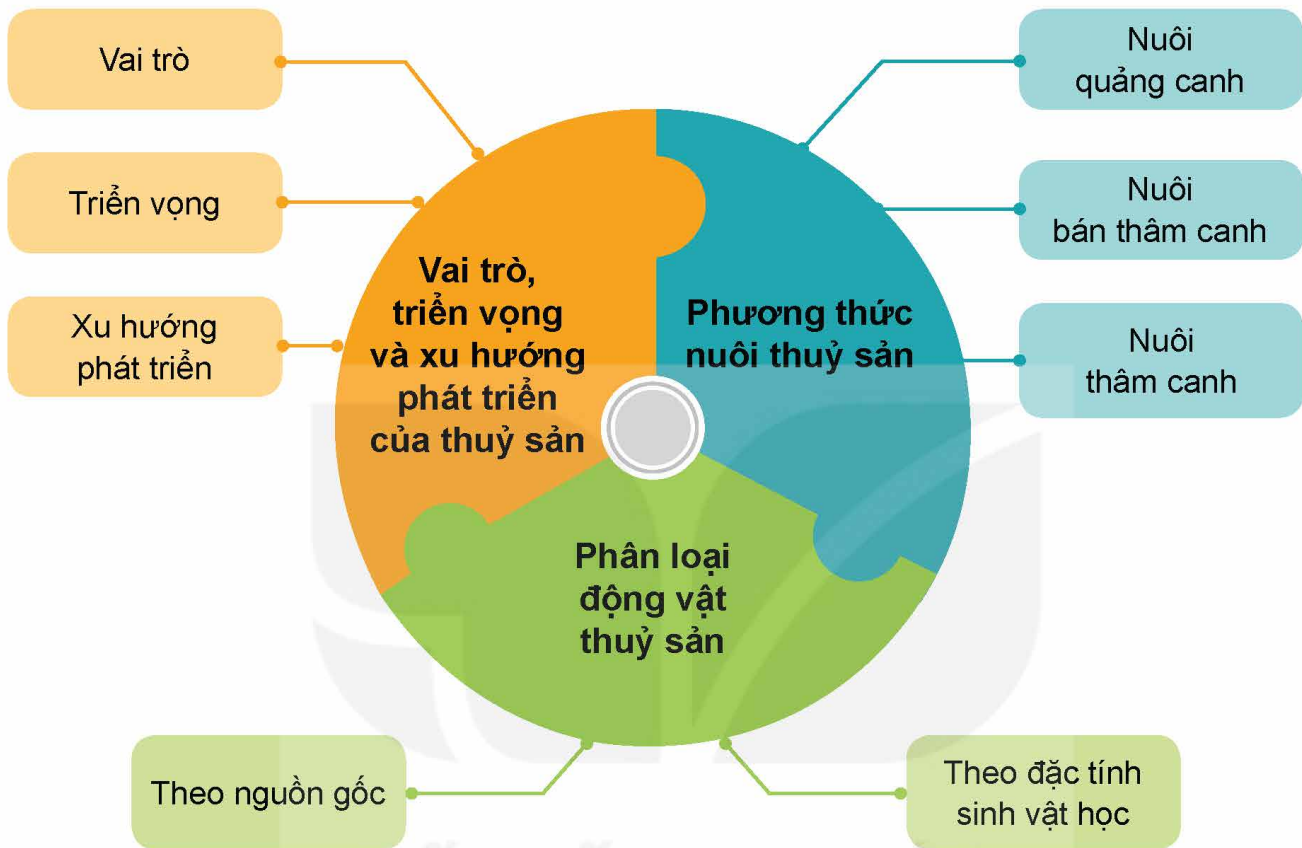 Vai trò
Triển vọng
Xu hướng
phát triển
Vai trò,
triển vọng
và xu hướng
phát triển
của thuỷ sản
Phương thức
nuôi thuỷ sản
Nuôi
quảng canh
Nuôi
bán thâm canh
Nuôi
thâm canh
Phân loại
động vật
thuỷ sản
Theo nguồn gốc
Theo đặc tính
sinh vật học